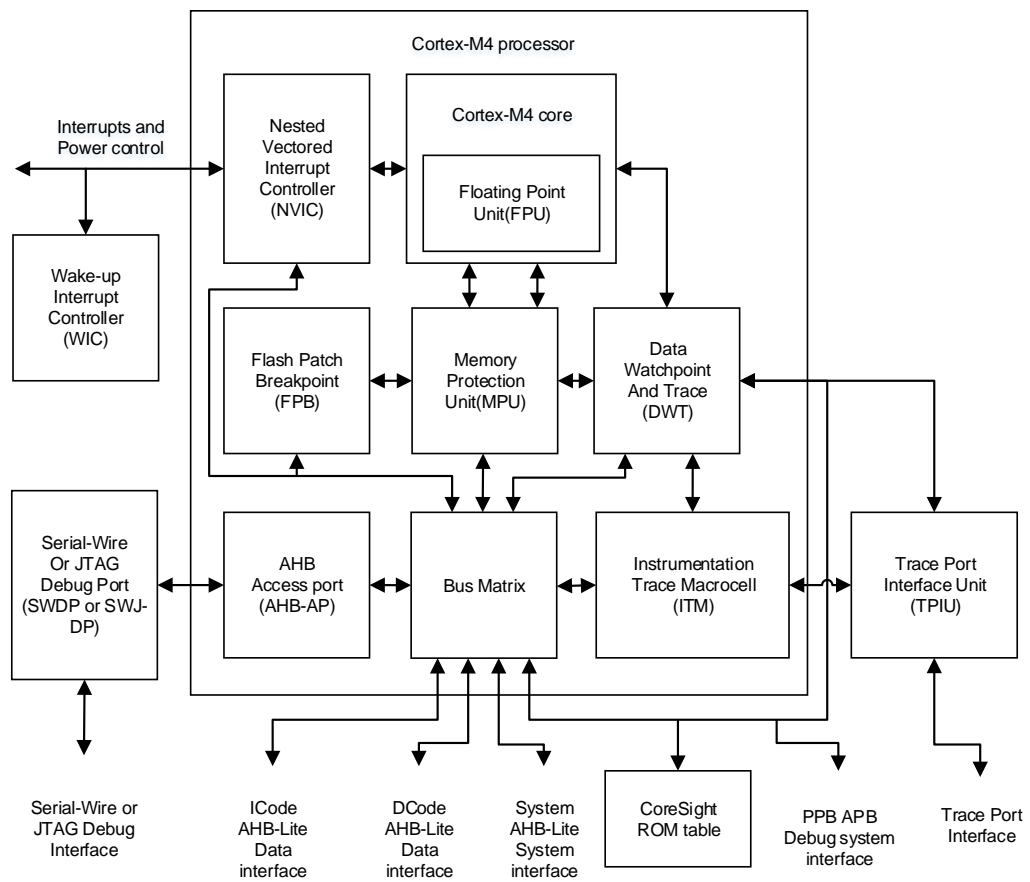 Cortex-M4 processor
Interrupts and
Power control
Nested
Vectored
Interrupt
Controller
(NVIC)
Cortex-M4 core
Floating Point
Unit(FPU)
Wake-up
Interrupt
Controller
(WIC)
Flash Patch
Breakpoint
(FPB)
Memory
Protection
Unit(MPU)
Data
Watchpoint
And Trace
(DWT)
Serial-Wire
Or JTAG
Debug Port
(SWDP or SWJ-
DP)
AHB
Access port
(AHB-AP)
Bus Matrix
Instrumentation
Trace Macrocell
(ITM)
Trace Port
Interface Unit
(TPIU)
Serial-Wire or
JTAG Debug
Interface
ICode
AHB-Lite
Data
interface
DCode
AHB-Lite
Data
interface
System
AHB-Lite
System
interface
CoreSight
ROM table
PPB APB
Debug system
interface
Trace Port
Interface